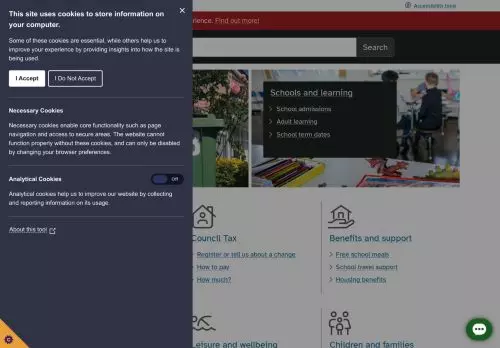 This site uses cookies to store information on
your computer.
Some of these cookies are essential, while others help us to
improve your experience by providing insights into how the site is
being used.
I Accept
I Do Not Accept
Necessary Cookies
Necessary cookies enable core functionality such as page
navigation and access to secure areas. The website cannot
function properly without these cookies, and can only be disabled
by changing your browser preferences.
Analytical Cookies
Off
Analytical cookies help us to improve our website by collecting
and reporting information on its usage.
About this tool
Accessibility tools
erience. Find out more!
Search
Schools and learning
School admissions
Adult learning
School term dates
Council Tax
Register or tell us about a change
How to pay
How much?
Benefits and support
Free school meals
School travel support
Housing benefits
Leisure and wellbeing
Children and families